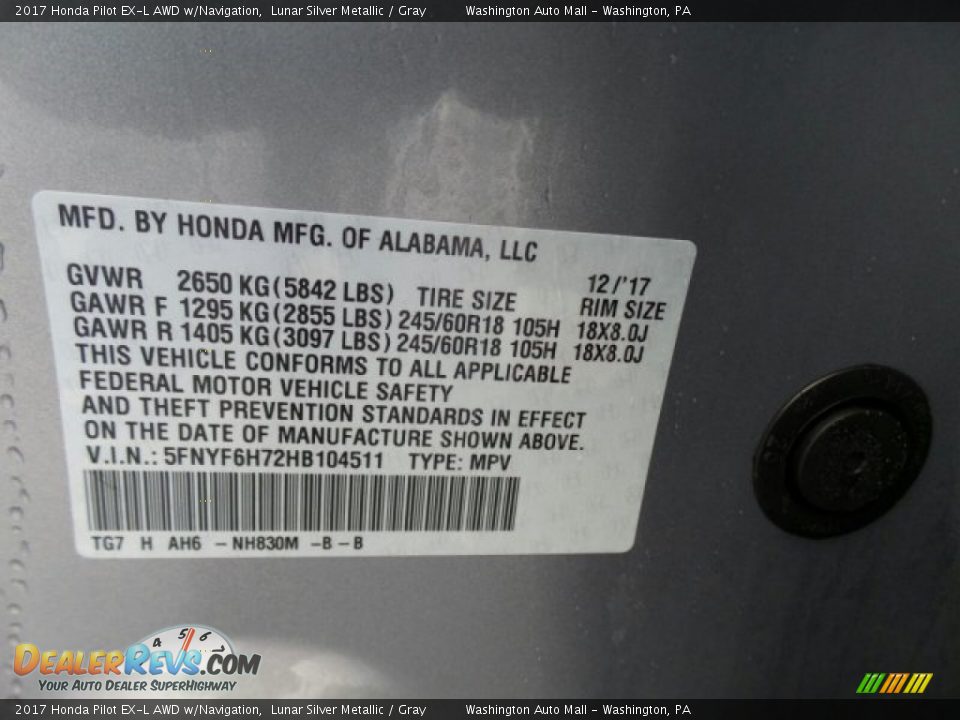 2017 Honda Pilot EX-L AWD w/Navigation, Lunar Silver Metallic / Gray Washington Auto Mall - Washington, PA
MFD. BY HONDA MFG. OF ALABAMA, LLC
12/'17
GVWR 2650 KG(5842 LBS) TIRE SIZE RIM SIZE
GAWR F 1295 KG(2855 LBS) 245/60R18 105H 18X8.0J
GAWR R 1405 KG(3097 LBS) 245/60R18 105H 18X8.0J
THIS VEHICLE CONFORMS TO ALL APPLICABLE
FEDERAL MOTOR VEHICLE SAFETY
AND THEFT PREVENTION STANDARDS IN EFFECT
ON THE DATE OF MANUFACTURE SHOWN ABOVE.
V.I.N.: 5FNYF6H72HB104511 TYPE: MPV
TG7 H AH6 - NH830M -B - B
4 5 6
DEALERREVS.COM
YOUR AUTO DEALER SUPERHIGHWAY
2017 Honda Pilot EX-L AWD w/Navigation, Lunar Silver Metallic / Gray Washington Auto Mall - Washington, PA